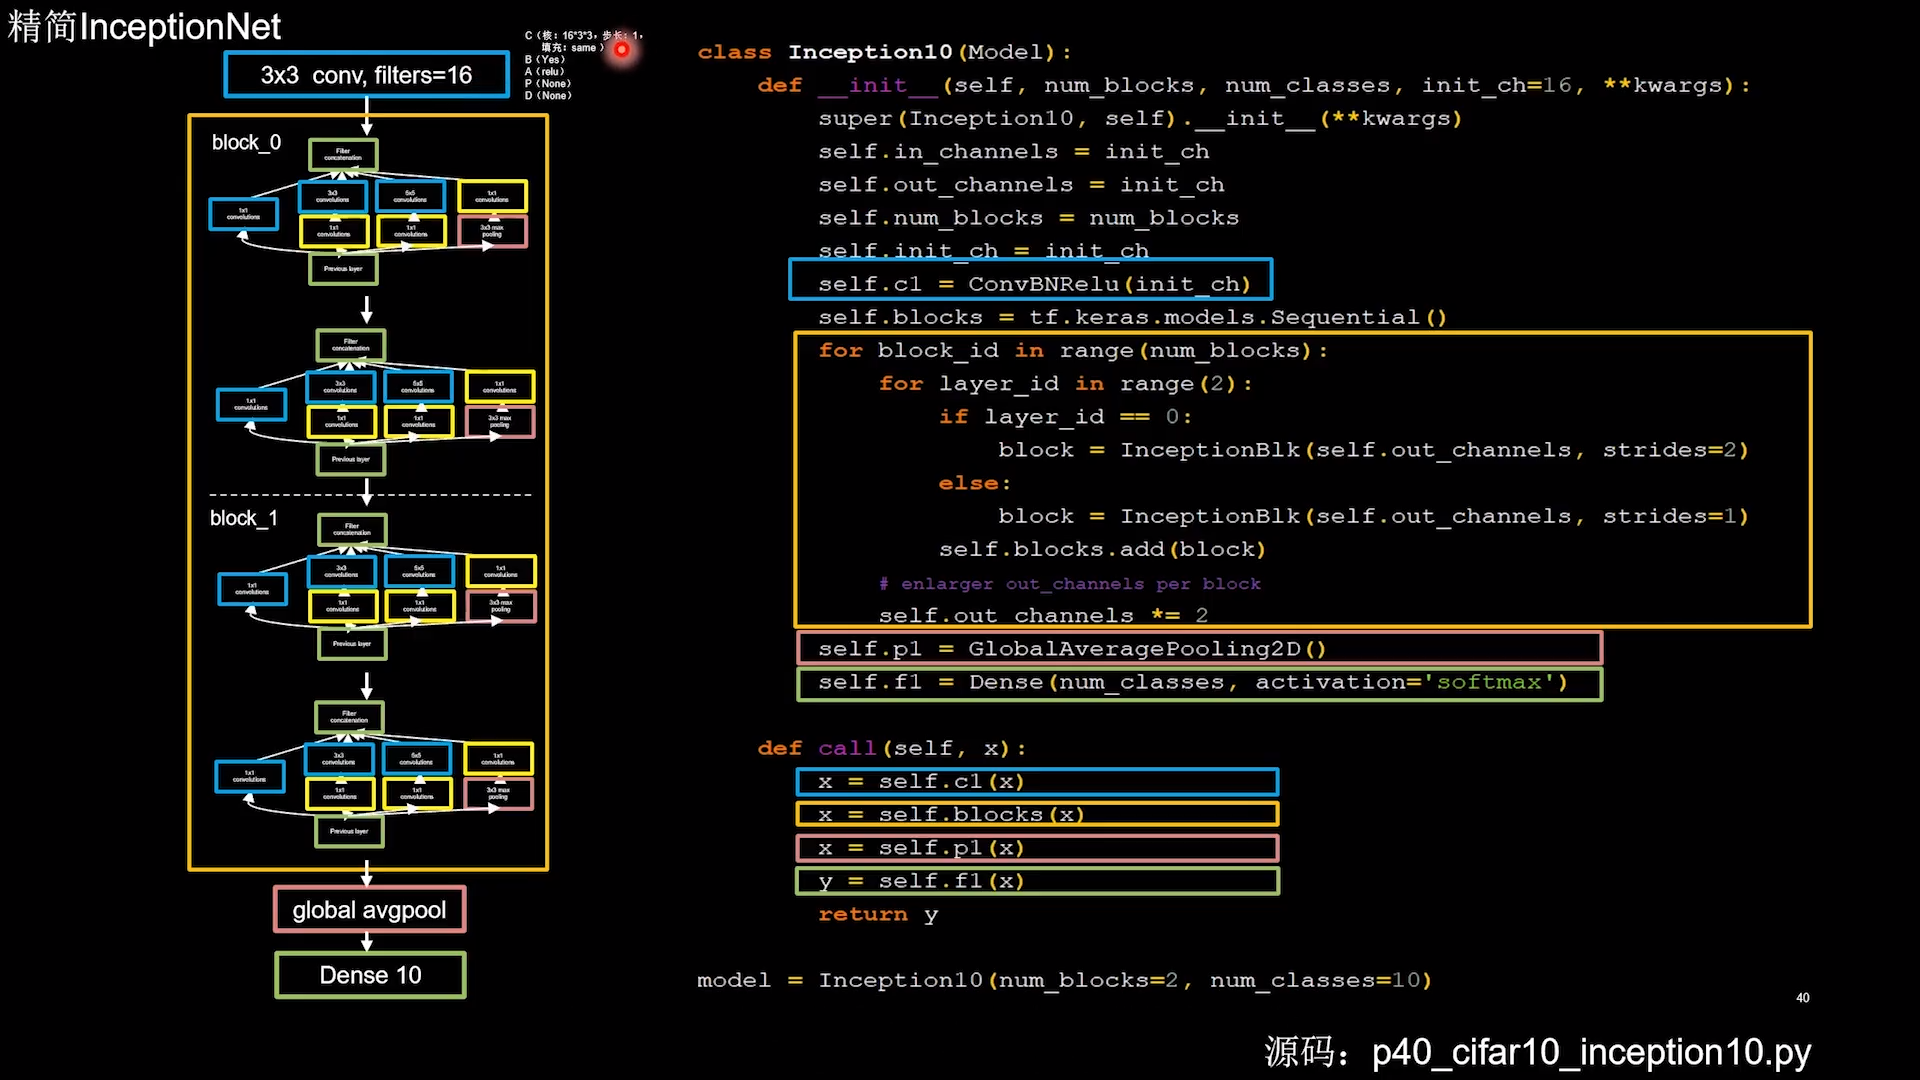 精简InceptionNet
C（核：16*3*3，步长：1，
填充：same ）
B（Yes）
A（relu）
P（None）
D（None）
3x3 conv, filters=16
block_0
Filter
concatenation
3x3
convolutions
5x5
convolutions
1x1
convolutions
1x1
convolutions
1x1
convolutions
1x1
convolutions
3x3 max
pooling
Previous layer
Filter
concatenation
3x3
convolutions
5x5
convolutions
1x1
convolutions
1x1
convolutions
1x1
convolutions
1x1
convolutions
3x3 max
pooling
Previous layer
block_1
Filter
concatenation
3x3
convolutions
5x5
convolutions
1x1
convolutions
1x1
convolutions
1x1
convolutions
1x1
convolutions
3x3 max
pooling
Previous layer
Filter
concatenation
3x3
convolutions
5x5
convolutions
1x1
convolutions
1x1
convolutions
1x1
convolutions
1x1
convolutions
3x3 max
pooling
Previous layer
global avgpool
Dense 10
class Inception10(Model):
def __init__(self, num_blocks, num_classes, init_ch=16, **kwargs):
super(Inception10, self).__init__(**kwargs)
self.in_channels = init_ch
self.out_channels = init_ch
self.num_blocks = num_blocks
self.init_ch = init_ch
self.c1 = ConvBNRelu(init_ch)
self.blocks = tf.keras.models.Sequential()
for block_id in range(num_blocks):
for layer_id in range(2):
if layer_id == 0:
block = InceptionBlk(self.out_channels, strides=2)
else:
block = InceptionBlk(self.out_channels, strides=1)
self.blocks.add(block)
# enlarger out_channels per block
self.out_channels *= 2
self.p1 = GlobalAveragePooling2D()
self.f1 = Dense(num_classes, activation='softmax')
def call(self, x):
x = self.c1(x)
x = self.blocks(x)
x = self.p1(x)
y = self.f1(x)
return y
model = Inception10(num_blocks=2, num_classes=10)
40
源码：p40_cifar10_inception10.py